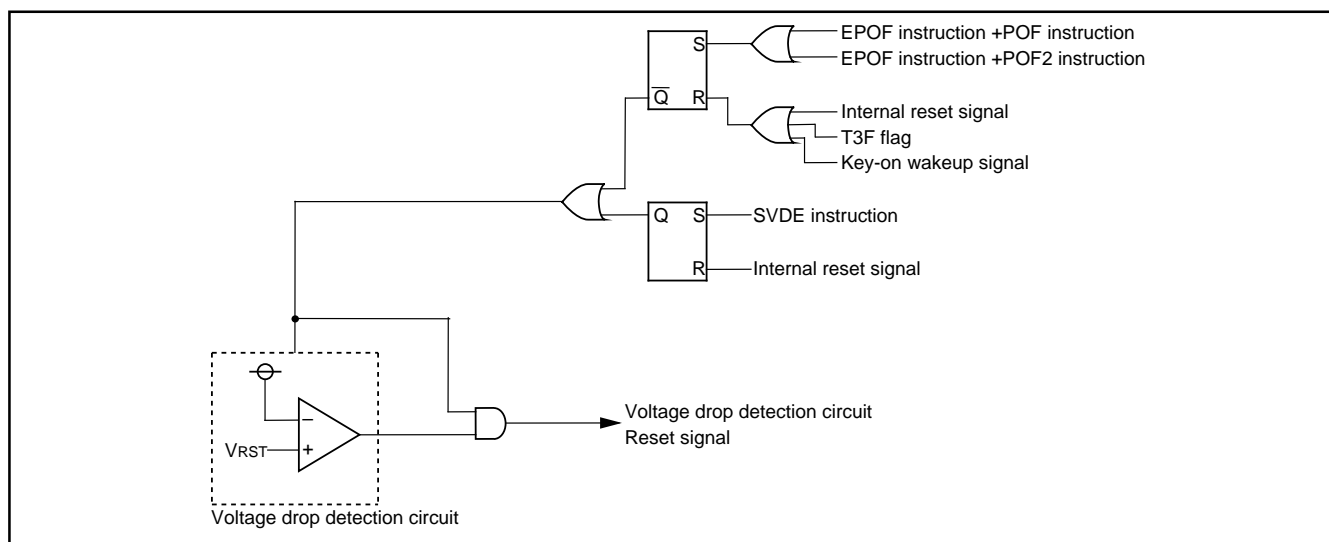 EPOF instruction +POF instruction
S
EPOF instruction +POF2 instruction
Q̅ R
Internal reset signal
T3F flag
Key-on wakeup signal
Q S SVDE instruction
R Internal reset signal
Voltage drop detection circuit
Reset signal
−
VRST +
Voltage drop detection circuit